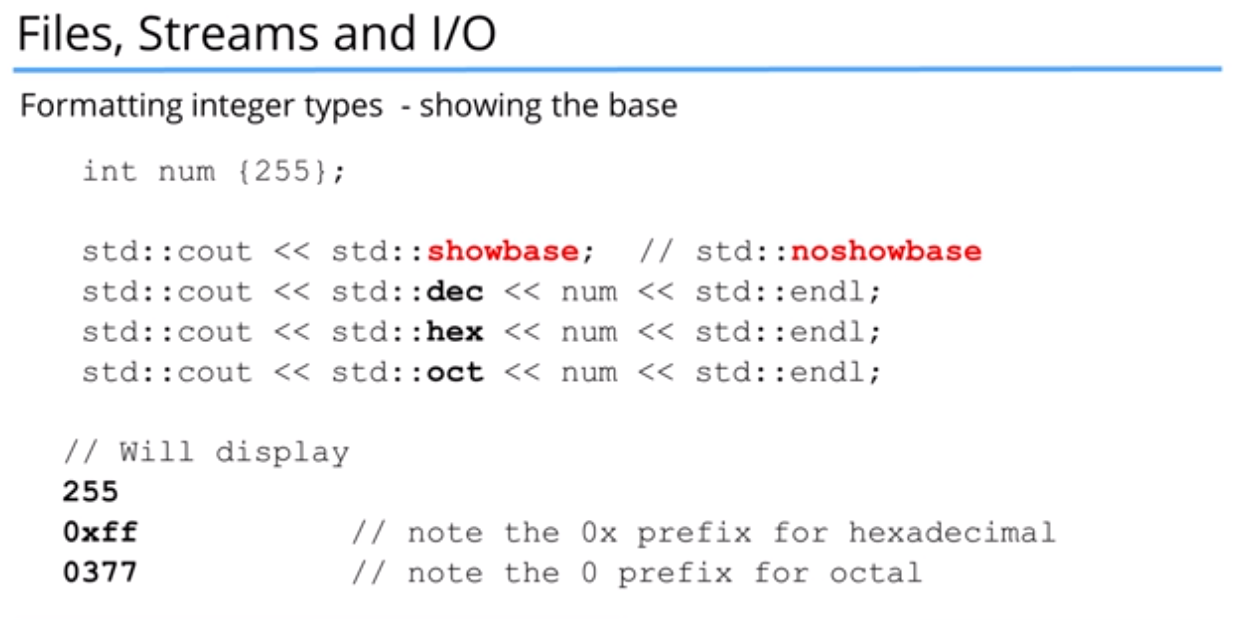 Files, Streams and I/O
Formatting integer types - showing the base
int num {255};
std::cout << std::showbase; // std::noshowbase
std::cout << std::dec << num << std::endl;
std::cout << std::hex << num << std::endl;
std::cout << std::oct << num << std::endl;
// Will display
255
0xff // note the 0x prefix for hexadecimal
0377 // note the 0 prefix for octal